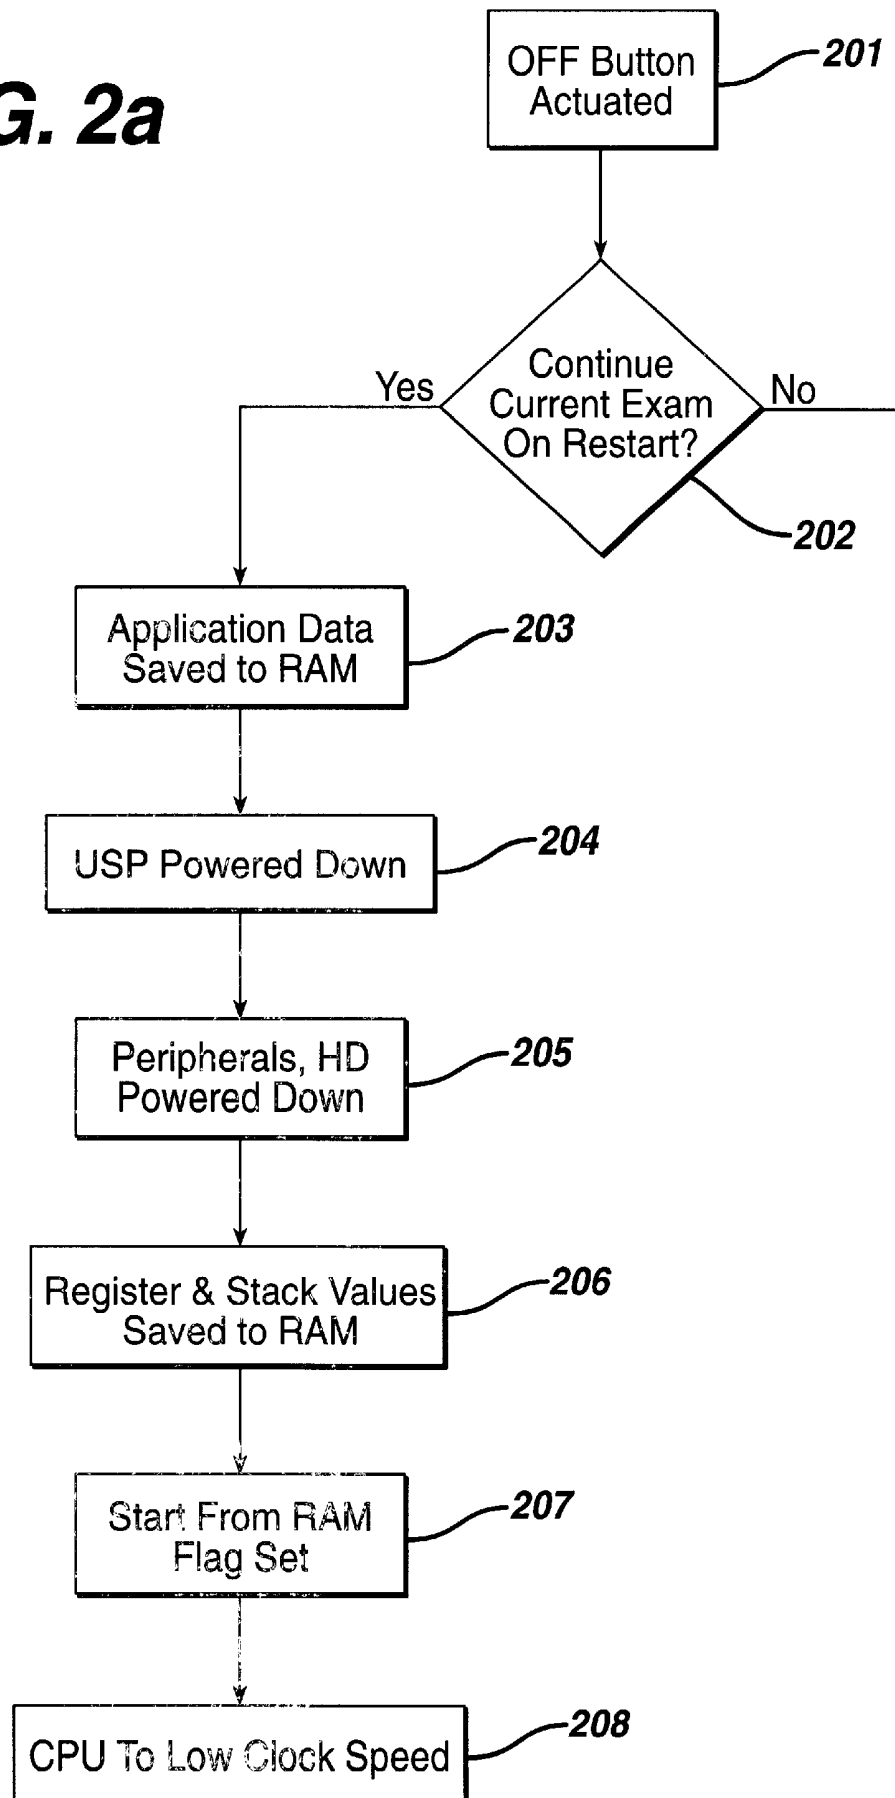 G. 2a
OFF Button
Actuated
201
Continue
Current Exam
On Restart?
Yes
No
202
Application Data
Saved to RAM
203
USP Powered Down
204
Peripherals, HD
Powered Down
205
Register & Stack Values
Saved to RAM
206
Start From RAM
Flag Set
207
CPU To Low Clock Speed
208